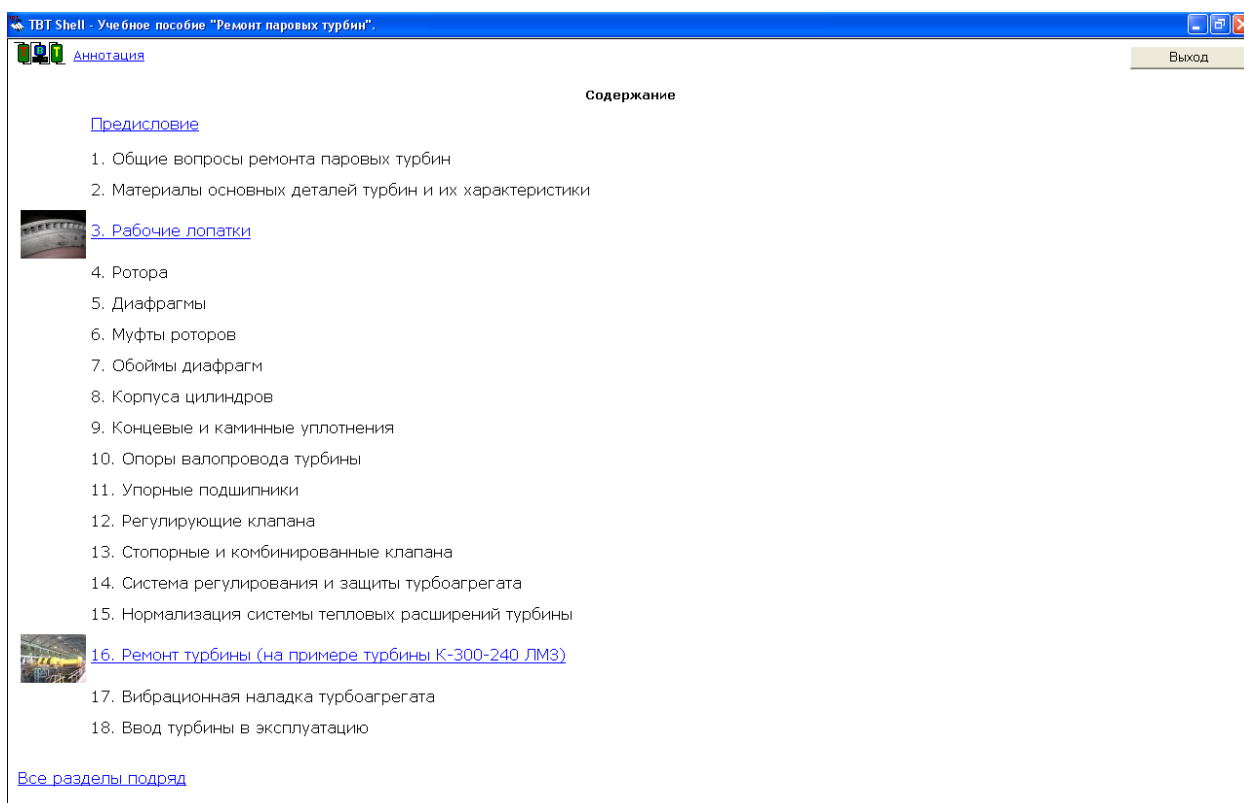 TBT Shell - Учебное пособие "Ремонт паровых турбин".
Аннотация
Выход
Содержание
Предисловие
1. Общие вопросы ремонта паровых турбин
2. Материалы основных деталей турбин и их характеристики
3. Рабочие лопатки
4. Ротора
5. Диафрагмы
6. Муфты роторов
7. Обоймы диафрагм
8. Корпуса цилиндров
9. Концевые и каминные уплотнения
10. Опоры валопровода турбины
11. Упорные подшипники
12. Регулирующие клапана
13. Стопорные и комбинированные клапана
14. Система регулирования и защиты турбоагрегата
15. Нормализация системы тепловых расширений турбины
16. Ремонт турбины (на примере турбины К-300-240 ЛМЗ)
17. Вибрационная наладка турбоагрегата
18. Ввод турбины в эксплуатацию
Все разделы подряд